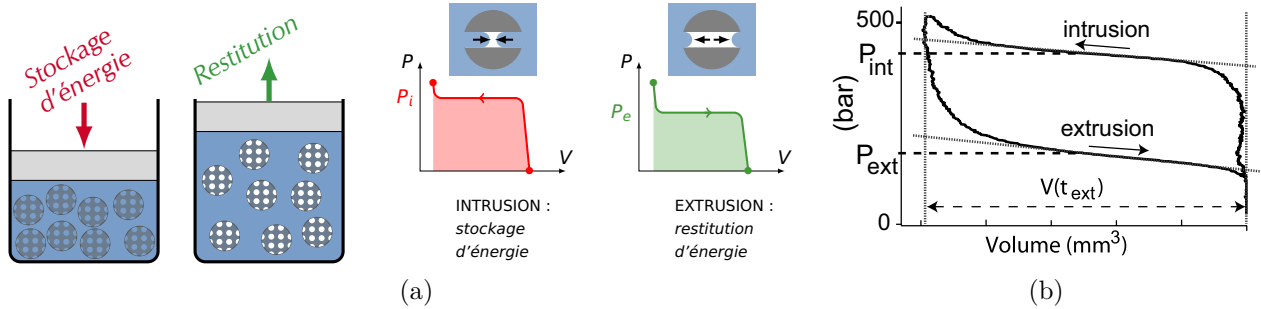 Stockage
d'énergie
Restitution
P
P_i
V
INTRUSION :
stockage
d'énergie
P
P_e
V
EXTRUSION :
restitution
d'énergie
(a)
500
P_int
(bar)
P_ext
0
intrusion
extrusion
V(t_ext)
Volume (mm³)
(b)